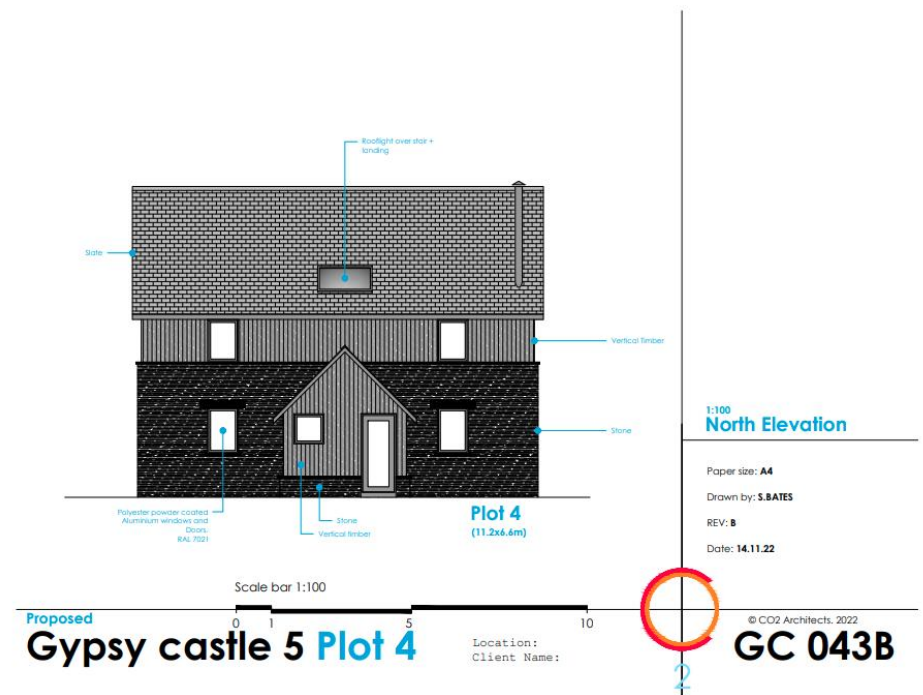 Rooflight over stair +
landing
Slate
Vertical Timber
Stone
Polyester powder coated
Aluminium windows and
Doors.
RAL 7021
Stone
Vertical timber
Plot 4
(11.2x6.6m)
1:100
North Elevation
Paper size: A4
Drawn by: S.BATES
REV: B
Date: 14.11.22
Scale bar 1:100
0 1 5 10
Proposed
Gypsy castle 5 Plot 4
Location:
Client Name:
© CO2 Architects. 2022
GC 043B
2